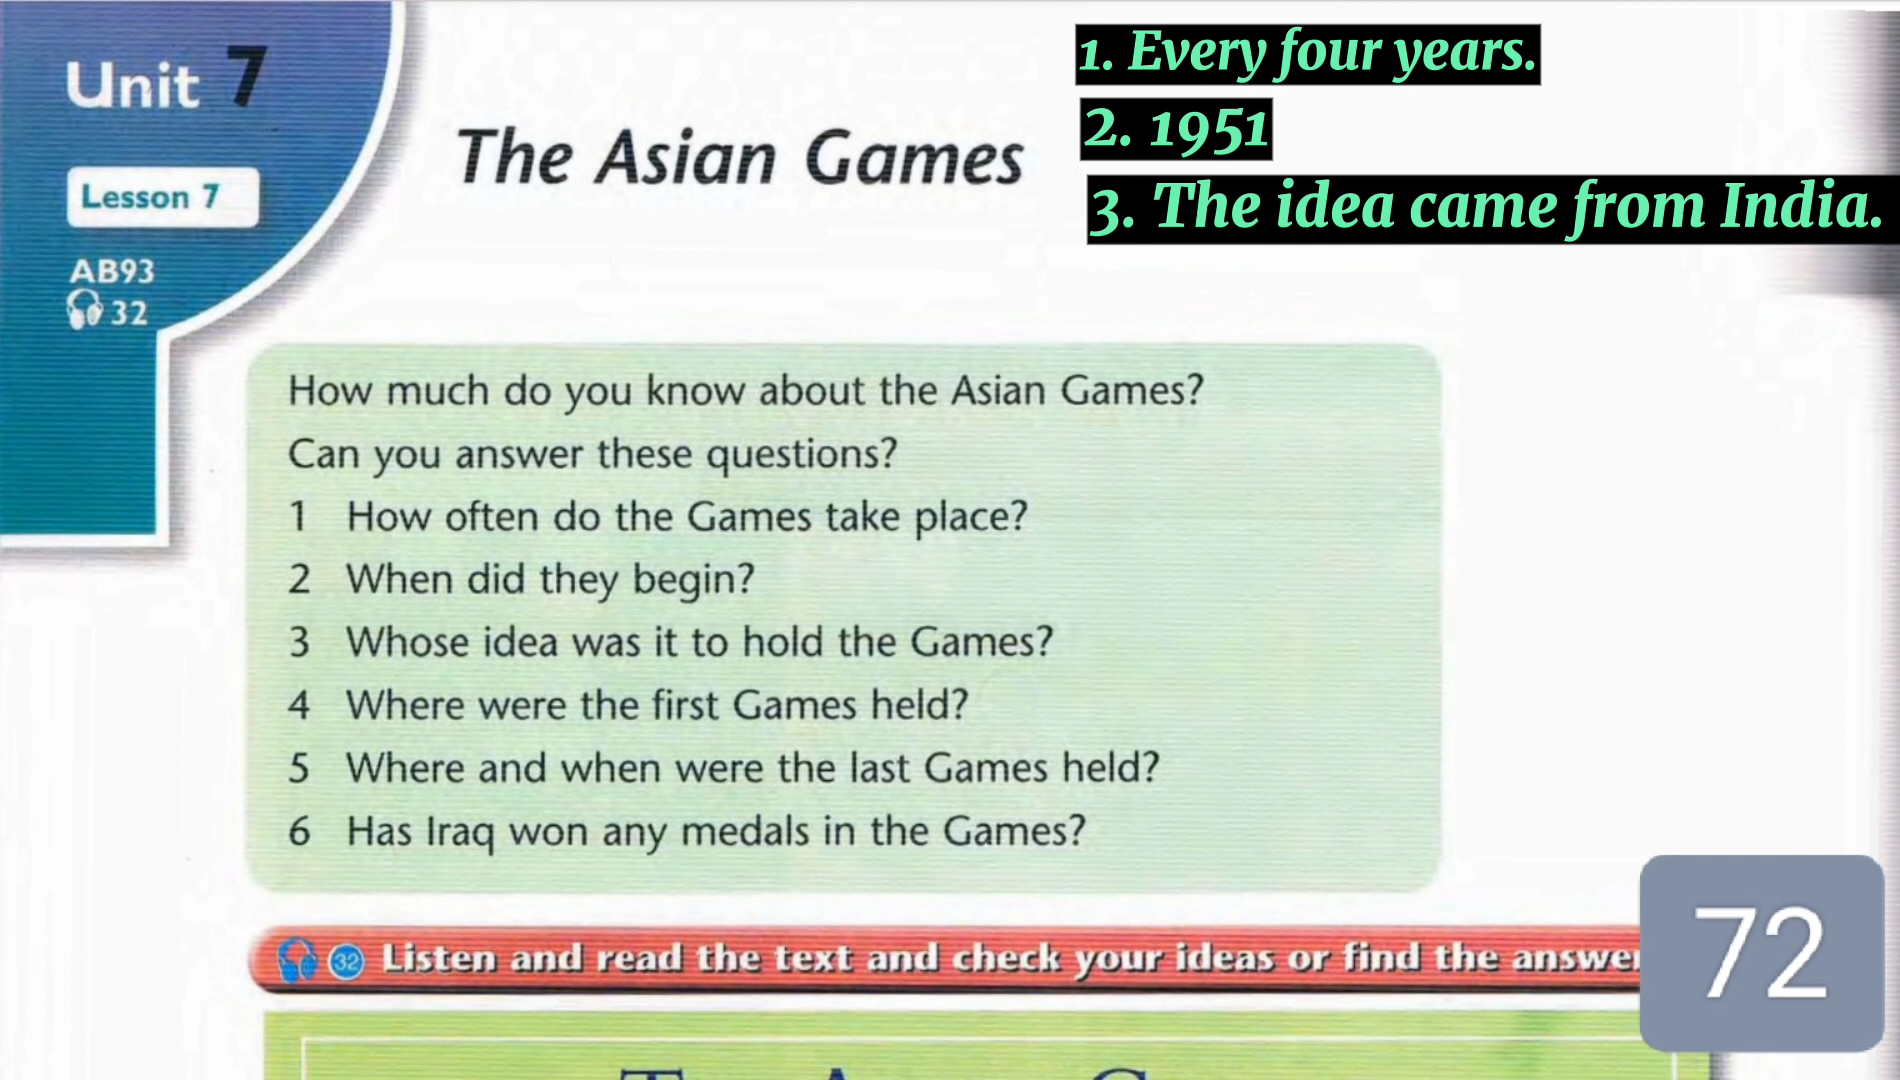 Unit 7
Lesson 7
AB93
32
The Asian Games
1. Every four years.
2. 1951
3. The idea came from India.
How much do you know about the Asian Games?
Can you answer these questions?
1 How often do the Games take place?
2 When did they begin?
3 Whose idea was it to hold the Games?
4 Where were the first Games held?
5 Where and when were the last Games held?
6 Has Iraq won any medals in the Games?
32 Listen and read the text and check your ideas or find the answer
72